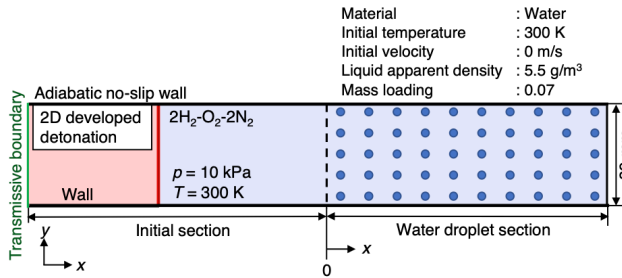 Material : Water
Initial temperature : 300 K
Initial velocity : 0 m/s
Liquid apparent density : 5.5 g/m³
Mass loading : 0.07
Transmissive boundary
Adiabatic no-slip wall
2D developed
detonation
2H₂-O₂-2N₂
p = 10 kPa
T = 300 K
Wall
Initial section
Water droplet section
y
x
x
0